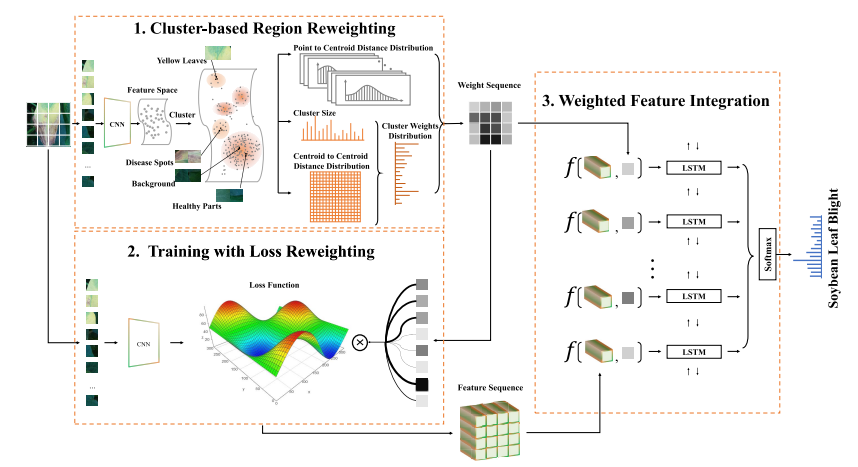 1. Cluster-based Region Reweighting
Yellow Leaves
Point to Centroid Distance Distribution
Feature Space
CNN
Cluster
Cluster Size
Cluster Weights
Distribution
Disease Spots
Background
Healthy Parts
Centroid to Centroid
Distance Distribution
...
Weight Sequence
2. Training with Loss Reweighting
Loss Function
CNN
...
Feature Sequence
3. Weighted Feature Integration
f( , )
LSTM
f( , )
LSTM
f( , )
LSTM
f( , )
LSTM
Softmax
Soybean Leaf Blight